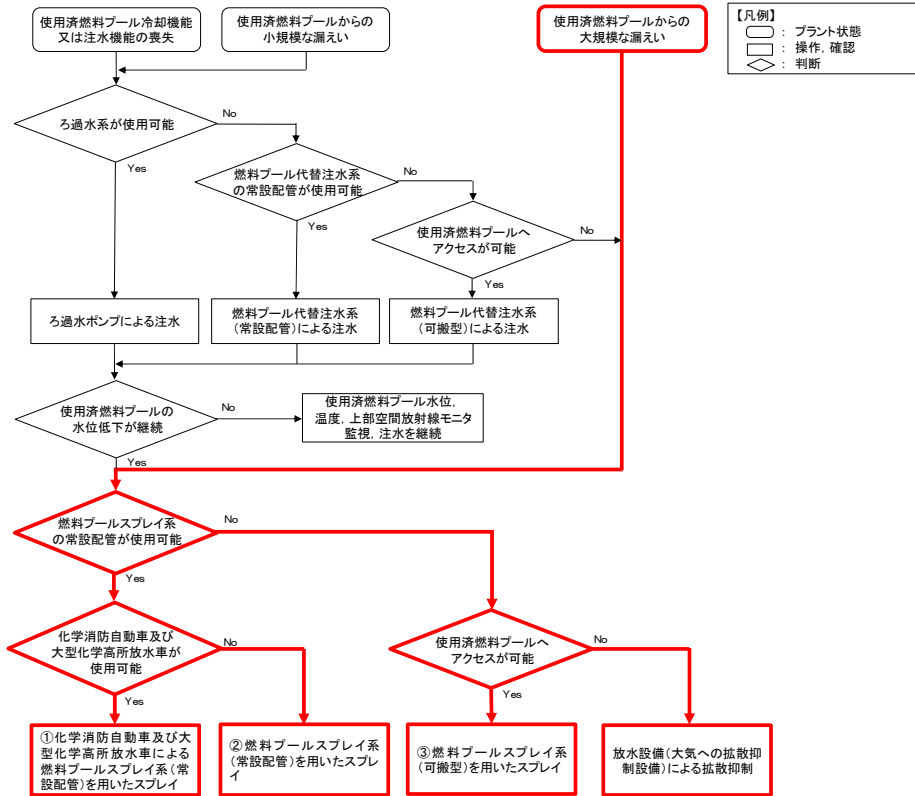 使用済燃料プール冷却機能
又は注水機能の喪失
使用済燃料プールからの
小規模な漏えい
使用済燃料プールからの
大規模な漏えい
【凡例】
： プラント状態
： 操作，確認
： 判断
ろ過水系が使用可能
No
Yes
燃料プール代替注水系
の常設配管が使用可能
No
Yes
使用済燃料プールへ
アクセスが可能
No
Yes
ろ過水ポンプによる注水
燃料プール代替注水系
（常設配管）による注水
燃料プール代替注水系
（可搬型）による注水
使用済燃料プールの
水位低下が継続
No
Yes
使用済燃料プール水位，
温度，上部空間放射線モニタ
監視，注水を継続
燃料プールスプレイ系
の常設配管が使用可能
No
Yes
化学消防自動車及び
大型化学高所放水車が
使用可能
No
Yes
使用済燃料プールへ
アクセスが可能
No
Yes
①化学消防自動車及び大
型化学高所放水車による
燃料プールスプレイ系（常
設配管）を用いたスプレイ
②燃料プールスプレイ系
（常設配管）を用いたスプレ
イ
③燃料プールスプレイ系
（可搬型）を用いたスプレイ
放水設備（大気への拡散抑
制設備）による拡散抑制